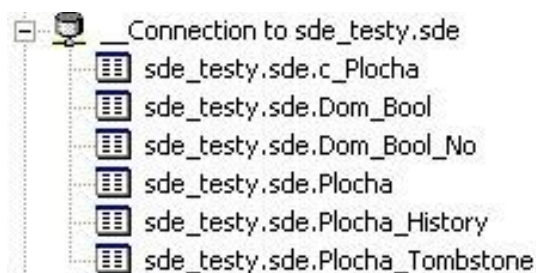 __Connection to sde_testy.sde
sde_testy.sde.c_Plocha
sde_testy.sde.Dom_Bool
sde_testy.sde.Dom_Bool_No
sde_testy.sde.Plocha
sde_testy.sde.Plocha_History
sde_testy.sde.Plocha_Tombstone